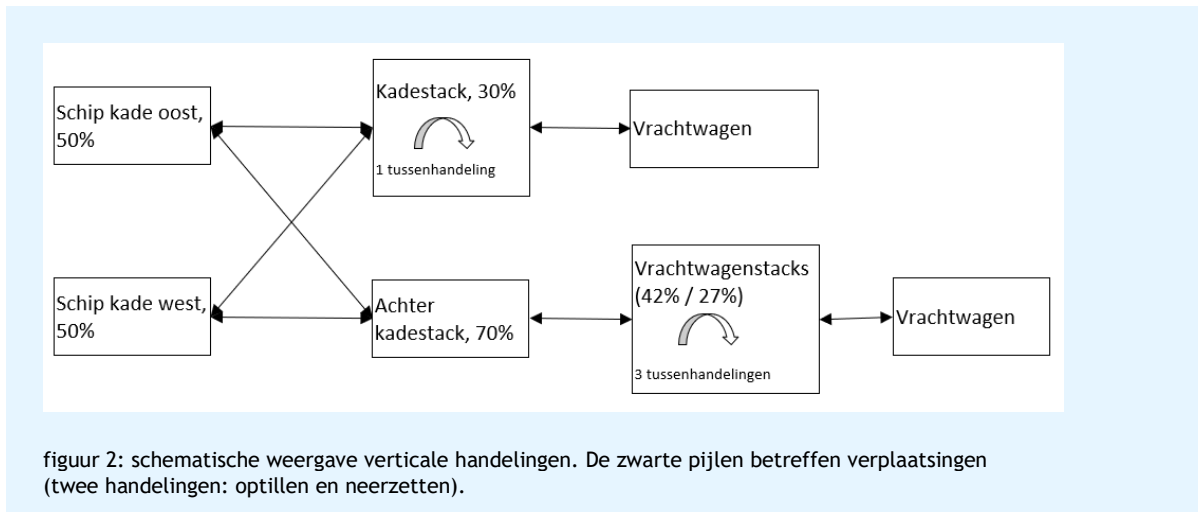 Schip kade oost,
50%
Kadestack, 30%
1 tussenhandeling
Vrachtwagen
Schip kade west,
50%
Achter
kadestack, 70%
Vrachtwagenstacks
(42% / 27%)
3 tussenhandelingen
Vrachtwagen
figuur 2: schematische weergave verticale handelingen. De zwarte pijlen betreffen verplaatsingen
(twee handelingen: optillen en neerzetten).